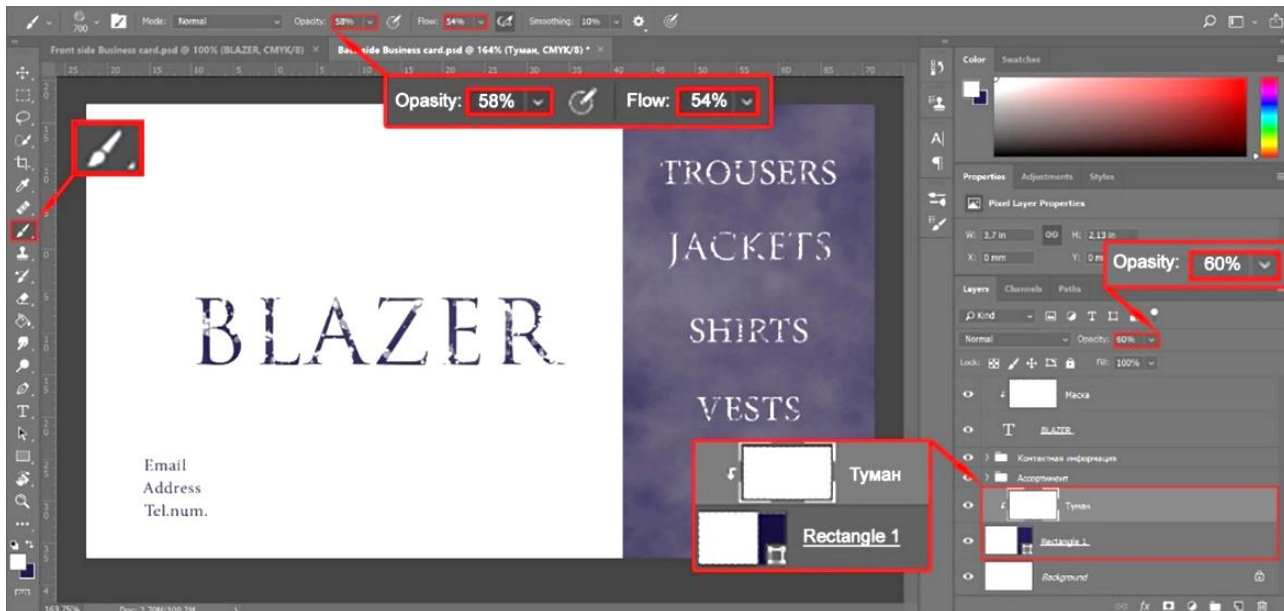 700
Mode: Normal
Opacity: 58%
Flow: 54%
Smoothing: 10%
Front side Business card.psd @ 100% (BLAZER, CMYK/8) ×
Back side Business card.psd @ 164% (Туман, CMYK/8) * ×
Opasity: 58%
Flow: 54%
TROUSERS
JACKETS
SHIRTS
VESTS
BLAZER
Email
Address
Tel.num.
Color Swatches
Properties Adjustments Styles
Pixel Layer Properties
W: 3,7 in H: 2,13 in
X: 0 mm
Opasity: 60%
Layers Channels Paths
Kind
Normal Opacity: 60%
Lock: Fill: 100%
Маска
T BLAZER
Контактная информация
Ассортимент
Туман
Rectangle 1
Background
Туман
Rectangle 1
163,75%